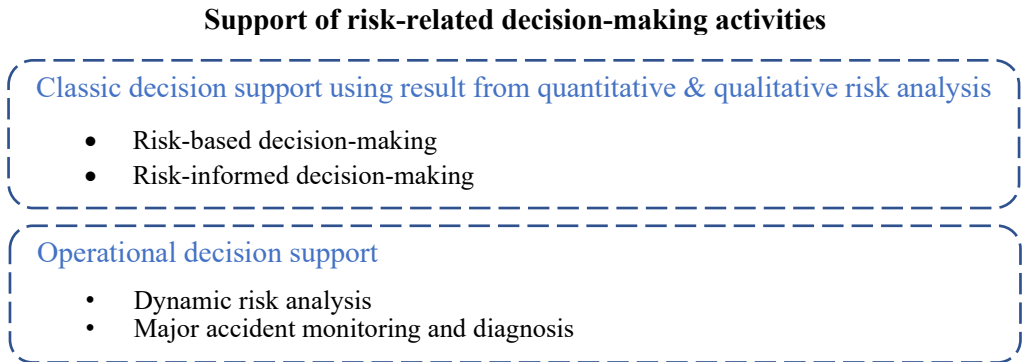 Support of risk-related decision-making activities
Classic decision support using result from quantitative & qualitative risk analysis
• Risk-based decision-making
• Risk-informed decision-making
Operational decision support
• Dynamic risk analysis
• Major accident monitoring and diagnosis